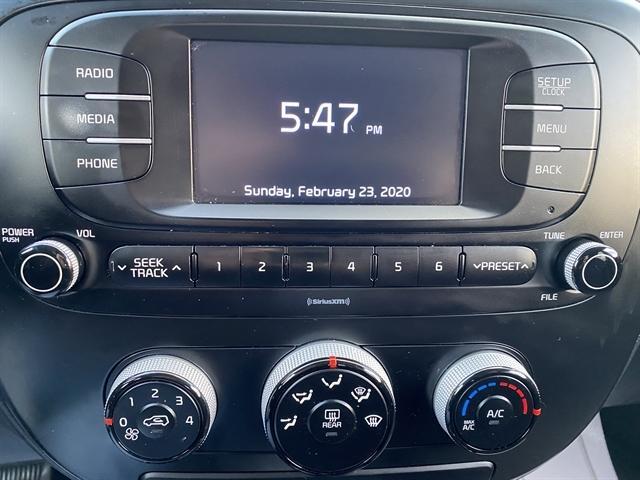 RADIO
MEDIA
PHONE
5:47 PM
Sunday, February 23, 2020
SETUP
/CLOCK
MENU
BACK
POWER
PUSH
VOL
SEEK
TRACK
1
2
3
4
5
6
PRESET
TUNE
ENTER
FILE
SiriusXM
0 1 2 3 4
REAR
A/C
MAX
A/C